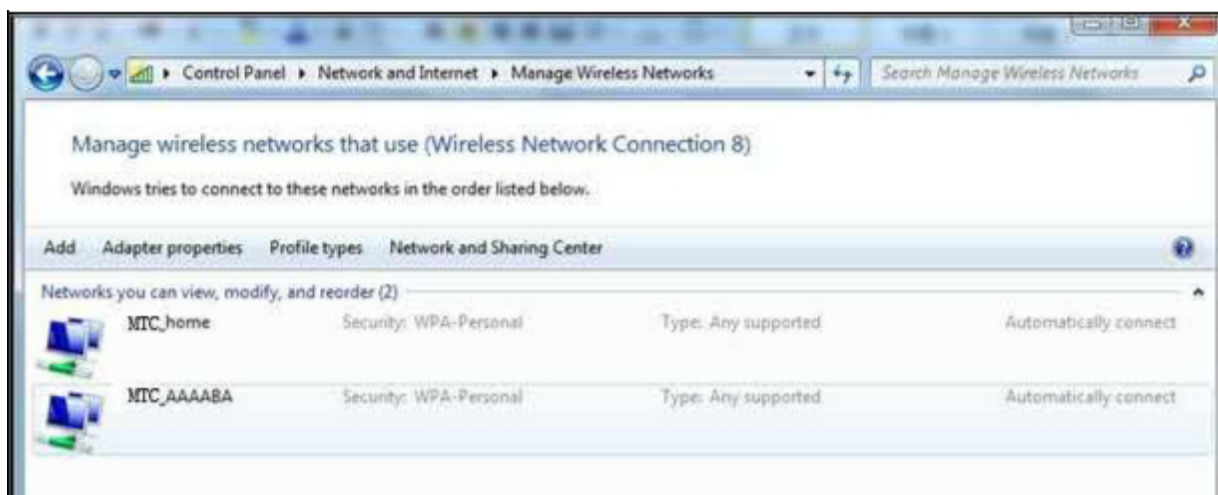 Control Panel ▸ Network and Internet ▸ Manage Wireless Networks Search Manage Wireless Networks
Manage wireless networks that use (Wireless Network Connection 8)
Windows tries to connect to these networks in the order listed below.
Add Adapter properties Profile types Network and Sharing Center
Networks you can view, modify, and reorder (2)
MTC_home Security: WPA-Personal Type: Any supported Automatically connect
MTC_AAAABA Security: WPA-Personal Type: Any supported Automatically connect